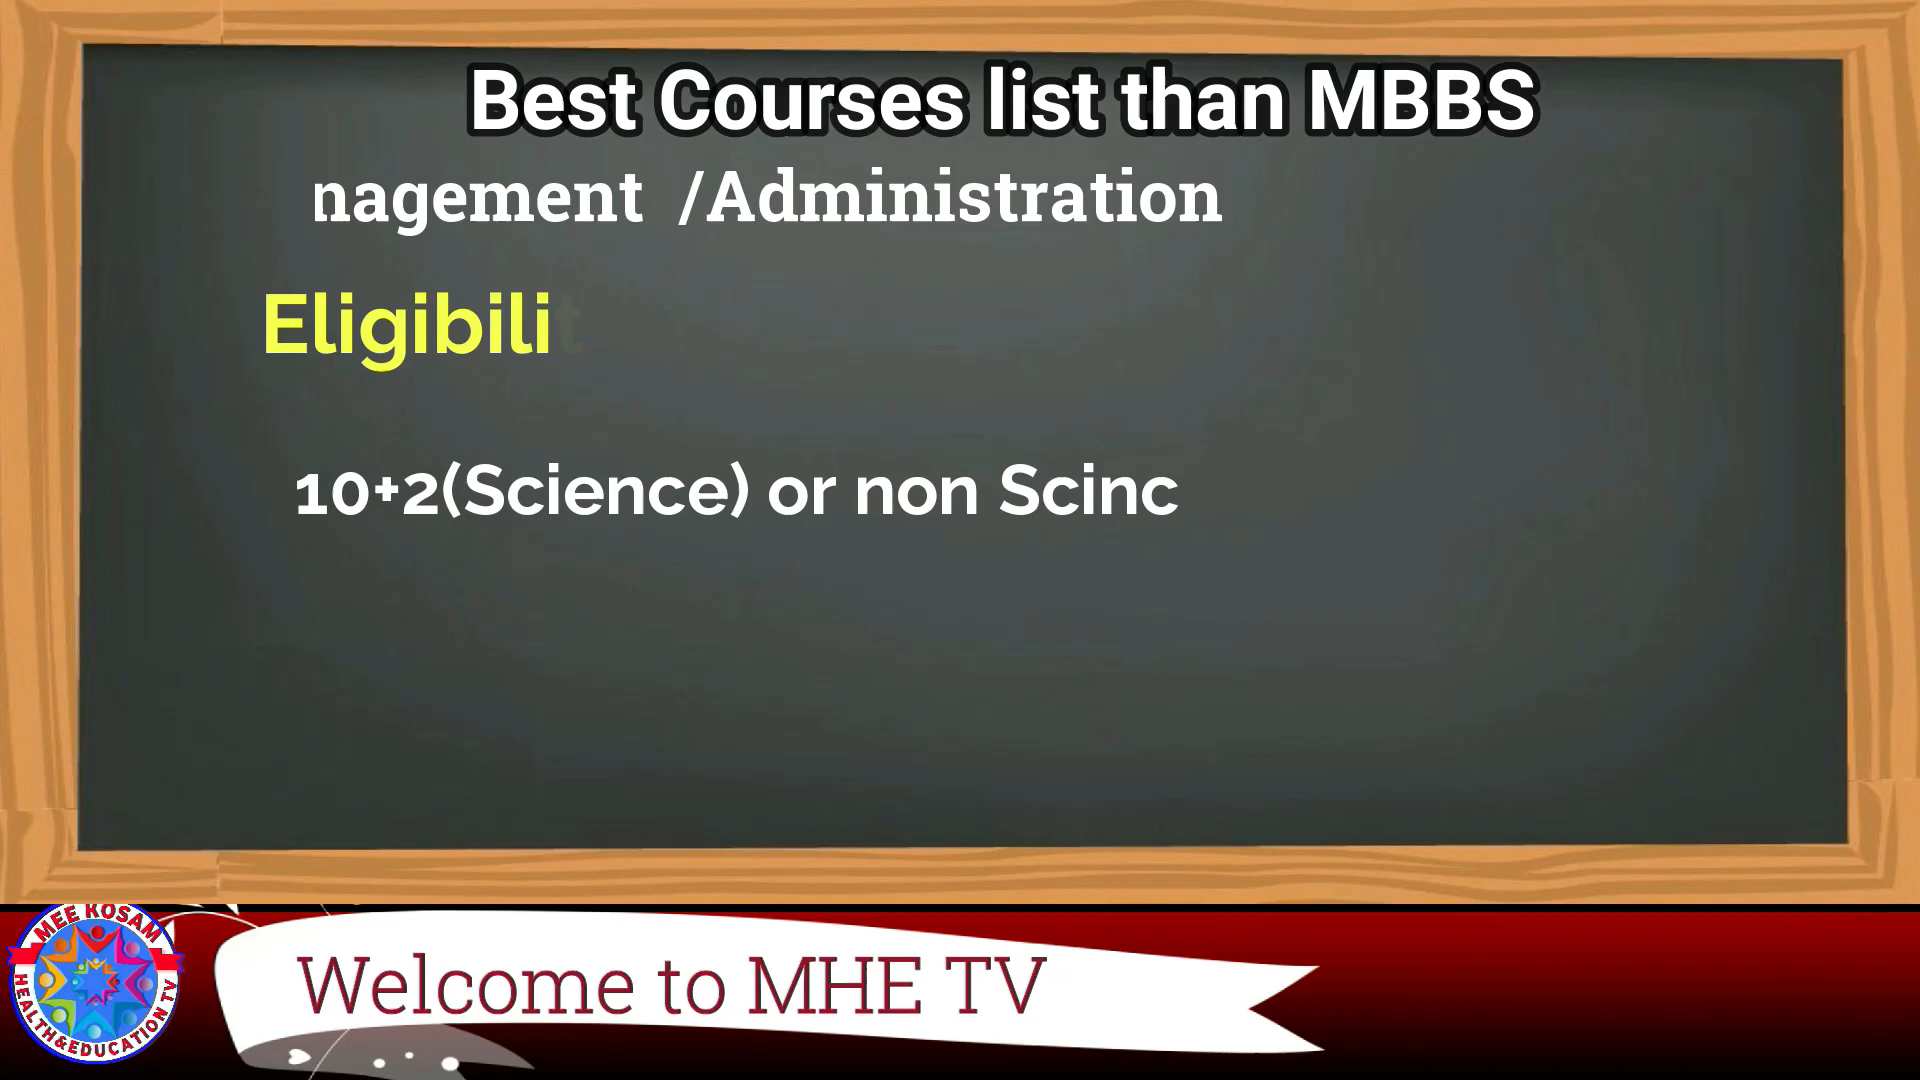 Best Courses list than MBBS
nagement /Administration
Eligibilit
10+2(Science) or non Scinc
MEE KOSAM
HEALTH&EDUCATION TV
Welcome to MHE TV